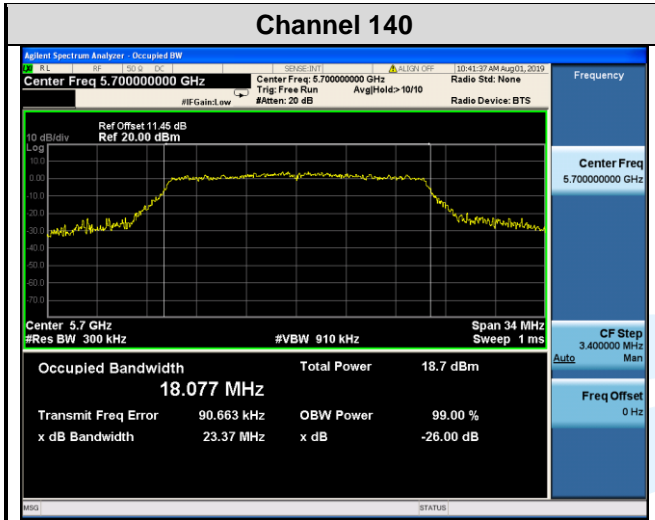 Channel 140
Agilent Spectrum Analyzer - Occupied BW
RL RF 50 Ω DC SENSE:INT ALIGN OFF 10:41:37 AM Aug 01, 2019
Center Freq 5.700000000 GHz Center Freq: 5.700000000 GHz Radio Std: None Frequency
Trig: Free Run Avg|Hold:>10/10
#IFGain:Low #Atten: 20 dB Radio Device: BTS
Ref Offset 11.45 dB
10 dB/div Ref 20.00 dBm
Log
10.0
0.00
-10.0
-20.0
-30.0
-40.0
-50.0
-60.0
-70.0
Center Freq
5.700000000 GHz
Center 5.7 GHz Span 34 MHz
#Res BW 300 kHz #VBW 910 kHz Sweep 1 ms
CF Step
3.400000 MHz
Auto Man
Occupied Bandwidth Total Power 18.7 dBm
18.077 MHz
Freq Offset
0 Hz
Transmit Freq Error 90.663 kHz OBW Power 99.00 %
x dB Bandwidth 23.37 MHz x dB -26.00 dB
MSG STATUS